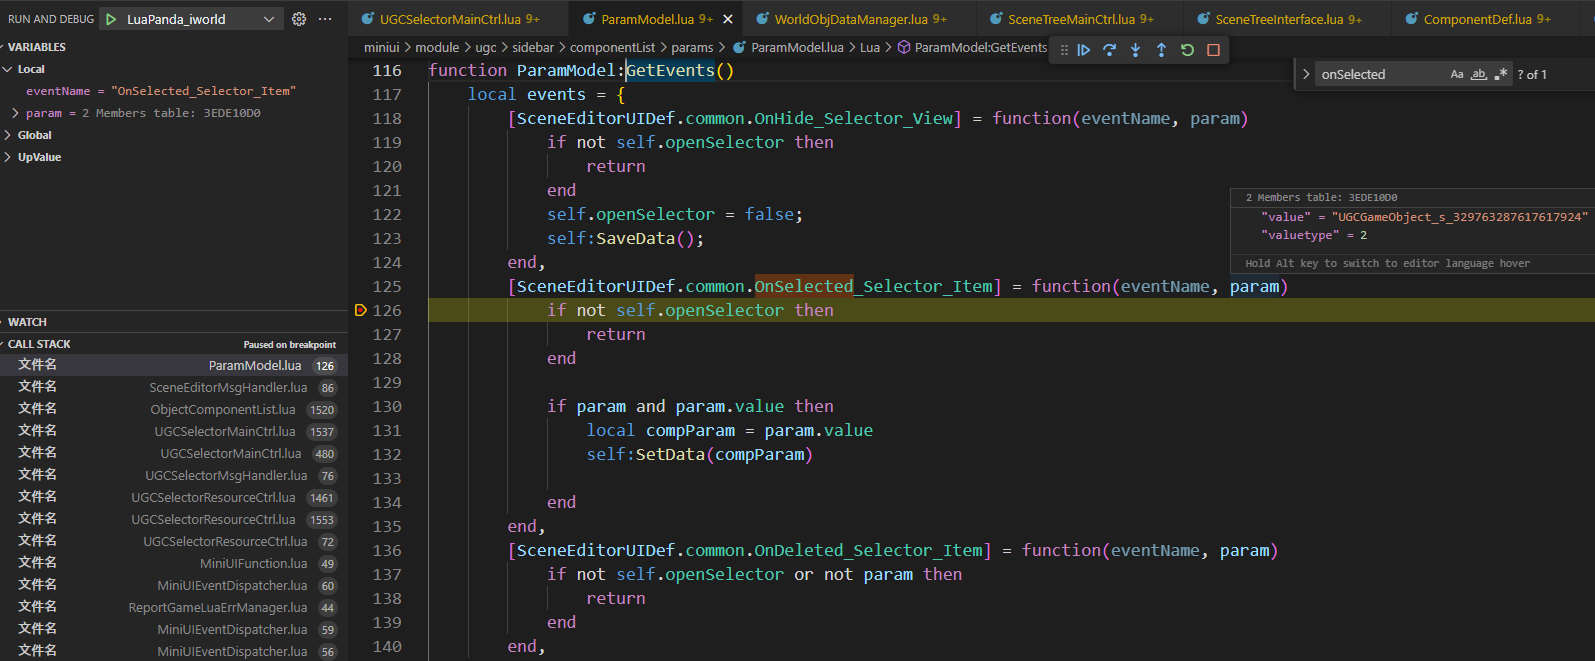 RUN AND DEBUG LuaPanda_iworld
VARIABLES
Local
eventName = "OnSelected_Selector_Item"
param = 2 Members table: 3EDE10D0
Global
UpValue
WATCH
CALL STACK Paused on breakpoint
文件名 ParamModel.lua 126
文件名 SceneEditorMsgHandler.lua 86
文件名 ObjectComponentList.lua 1520
文件名 UGCSelectorMainCtrl.lua 1537
文件名 UGCSelectorMainCtrl.lua 480
文件名 UGCSelectorMsgHandler.lua 76
文件名 UGCSelectorResourceCtrl.lua 1461
文件名 UGCSelectorResourceCtrl.lua 1553
文件名 UGCSelectorResourceCtrl.lua 72
文件名 MiniUIFunction.lua 49
文件名 MiniUIEventDispatcher.lua 60
文件名 ReportGameLuaErrManager.lua 44
文件名 MiniUIEventDispatcher.lua 59
文件名 MiniUIEventDispatcher.lua 56
UGCSelectorMainCtrl.lua 9+ ParamModel.lua 9+ WorldObjDataManager.lua 9+ SceneTreeMainCtrl.lua 9+ SceneTreeInterface.lua 9+ ComponentDef.lua 9+
miniui > module > ugc > sidebar > componentList > params > ParamModel.lua > Lua > ParamModel:GetEvents
onSelected Aa ab .* ? of 1
116 function ParamModel:GetEvents()
117 local events = {
118 [SceneEditorUIDef.common.OnHide_Selector_View] = function(eventName, param)
119 if not self.openSelector then
120 return
121 end
122 self.openSelector = false;
123 self:SaveData();
124 end,
125 [SceneEditorUIDef.common.OnSelected_Selector_Item] = function(eventName, param)
126 if not self.openSelector then
127 return
128 end
129
130 if param and param.value then
131 local compParam = param.value
132 self:SetData(compParam)
133
134 end
135 end,
136 [SceneEditorUIDef.common.OnDeleted_Selector_Item] = function(eventName, param)
137 if not self.openSelector or not param then
138 return
139 end
140 end,
2 Members table: 3EDE10D0
"value" = "UGCGameObject_s_329763287617617924"
"valuetype" = 2
Hold Alt key to switch to editor language hover